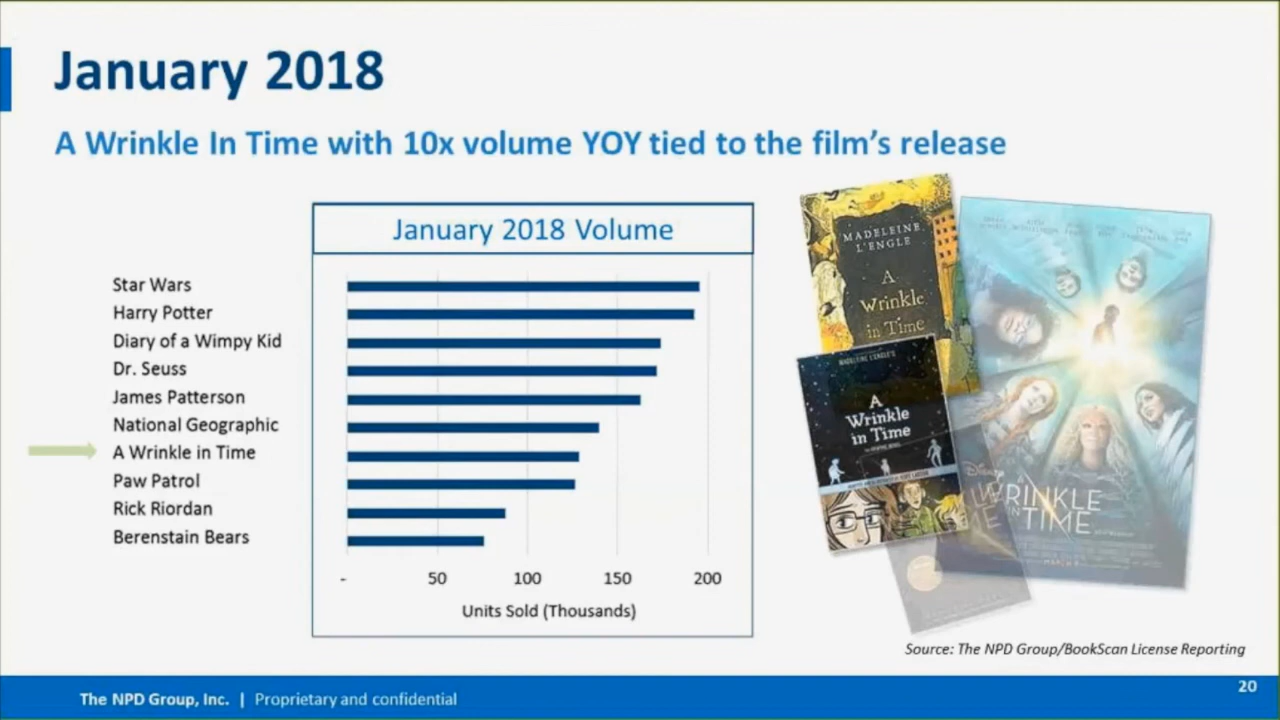 January 2018
A Wrinkle In Time with 10x volume YOY tied to the film's release
January 2018 Volume
Star Wars
Harry Potter
Diary of a Wimpy Kid
Dr. Seuss
James Patterson
National Geographic
A Wrinkle in Time
Paw Patrol
Rick Riordan
Berenstain Bears
- 50 100 150 200
Units Sold (Thousands)
MADELEINE
L'ENGLE
A
Wrinkle
in Time
MADELEINE L'ENGLE'S
A
Wrinkle
in Time
Disney
A
WRINKLE
IN
TIME
MARCH 9
Source: The NPD Group/BookScan License Reporting
The NPD Group, Inc. | Proprietary and confidential
20